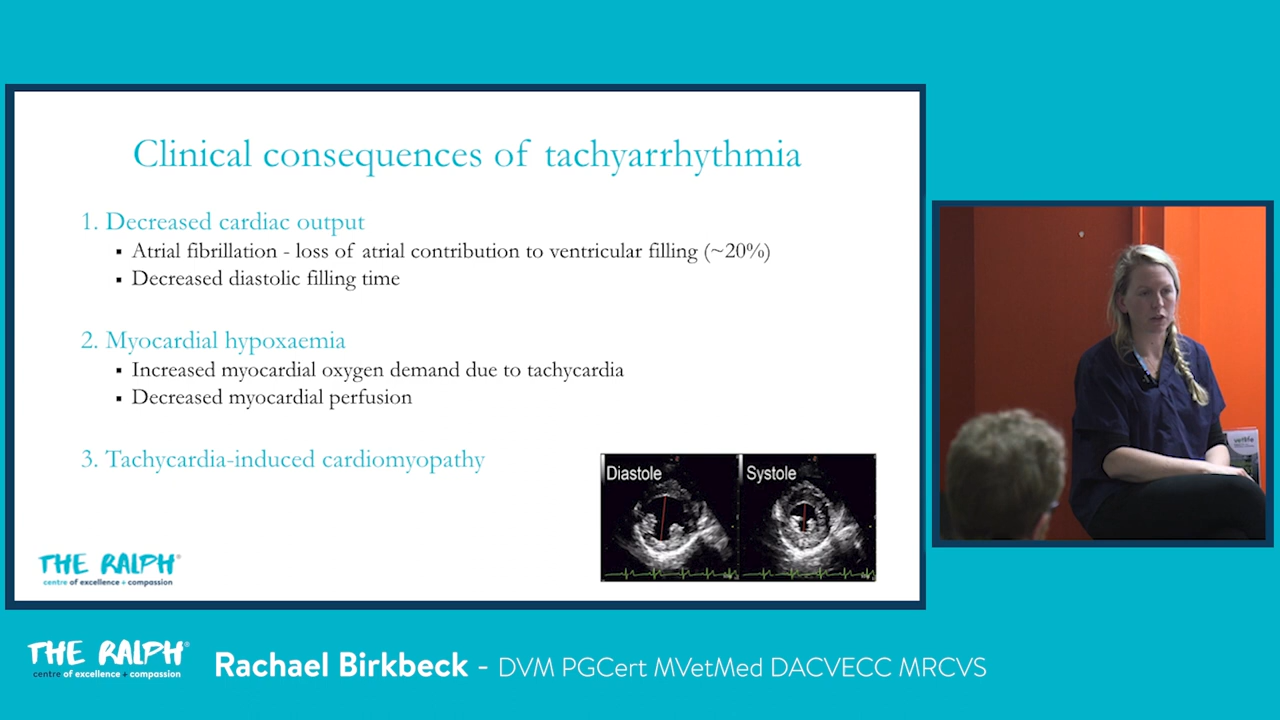 Clinical consequences of tachyarrhythmia
1. Decreased cardiac output
▪ Atrial fibrillation - loss of atrial contribution to ventricular filling (~20%)
▪ Decreased diastolic filling time
2. Myocardial hypoxaemia
▪ Increased myocardial oxygen demand due to tachycardia
▪ Decreased myocardial perfusion
3. Tachycardia-induced cardiomyopathy
Diastole
Systole
THE RALPH®
centre of excellence + compassion
vetlife
THE RALPH®
centre of excellence + compassion
Rachael Birkbeck - DVM PGCert MVetMed DACVECC MRCVS